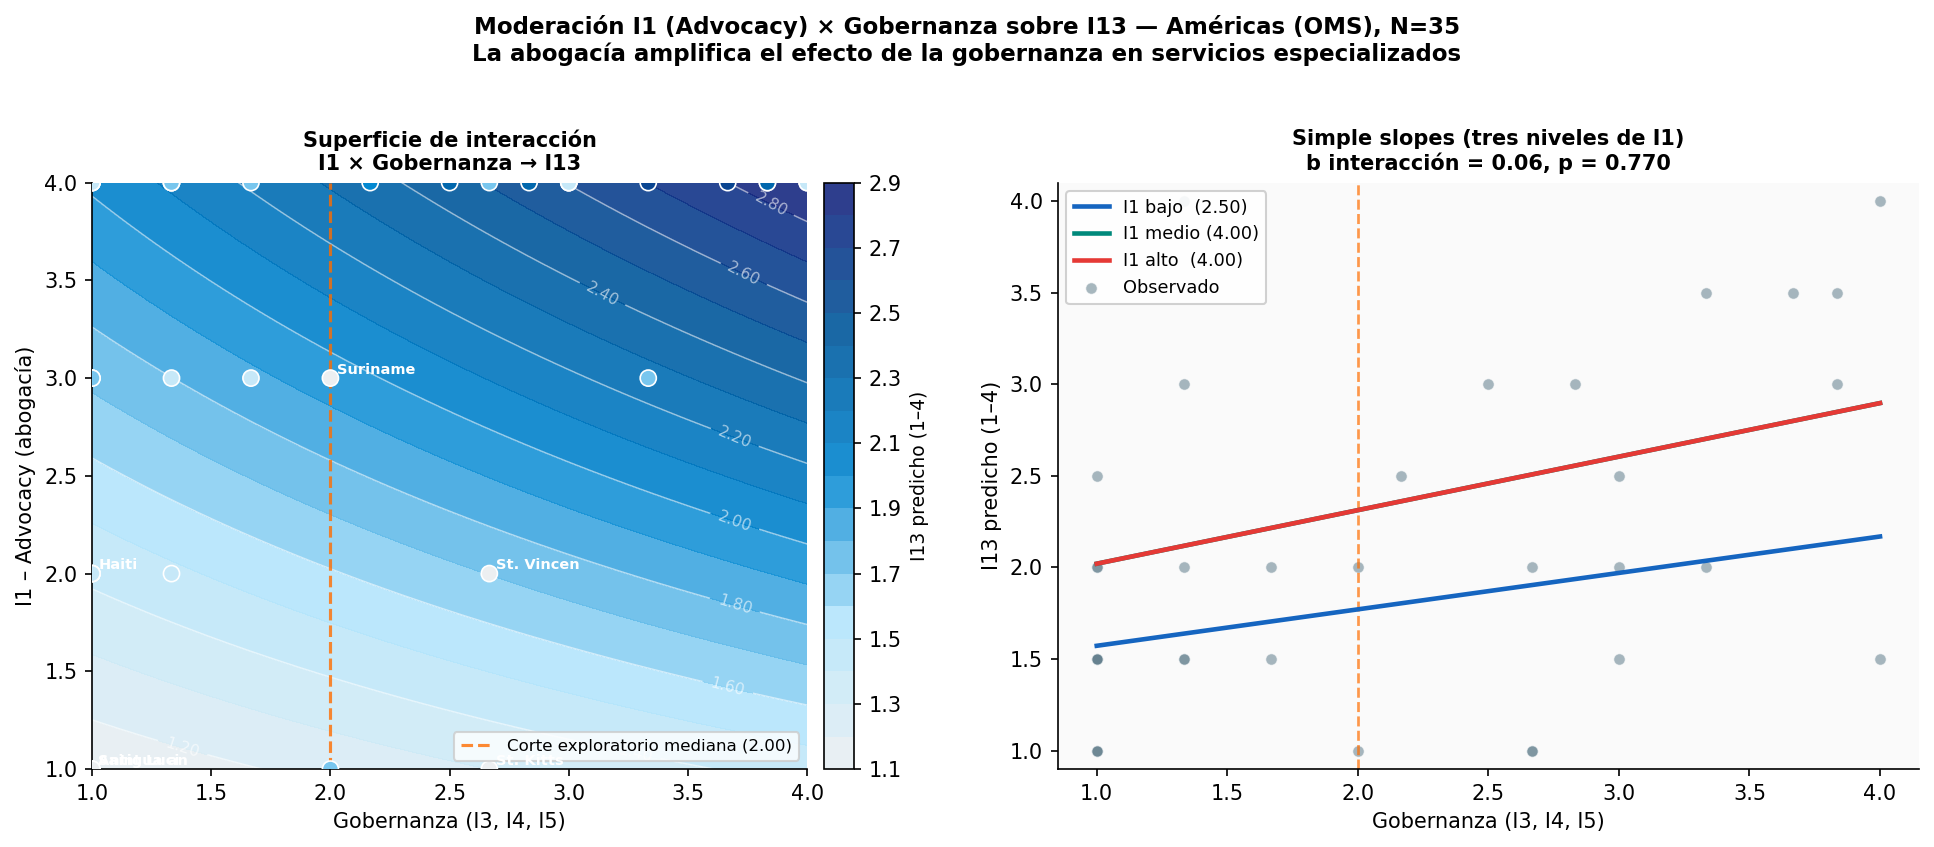 Moderación I1 (Advocacy) × Gobernanza sobre I13 — Américas (OMS), N=35
La abogacía amplifica el efecto de la gobernanza en servicios especializados
Superficie de interacción
I1 × Gobernanza → I13
4.0
3.5
3.0
2.5
2.0
1.5
1.0
I1 – Advocacy (abogacía)
2.80
2.60
2.40
2.20
2.00
1.80
1.60
1.20
Suriname
Haiti
St. Vincen
St. Kitts
Corte exploratorio mediana (2.00)
1.0
1.5
2.0
2.5
3.0
3.5
4.0
Gobernanza (I3, I4, I5)
2.9
2.7
2.5
2.3
2.1
1.9
1.7
1.5
1.3
1.1
I13 predicho (1–4)
Simple slopes (tres niveles de I1)
b interacción = 0.06, p = 0.770
I1 bajo (2.50)
I1 medio (4.00)
I1 alto (4.00)
Observado
4.0
3.5
3.0
2.5
2.0
1.5
1.0
I13 predicho (1–4)
1.0
1.5
2.0
2.5
3.0
3.5
4.0
Gobernanza (I3, I4, I5)